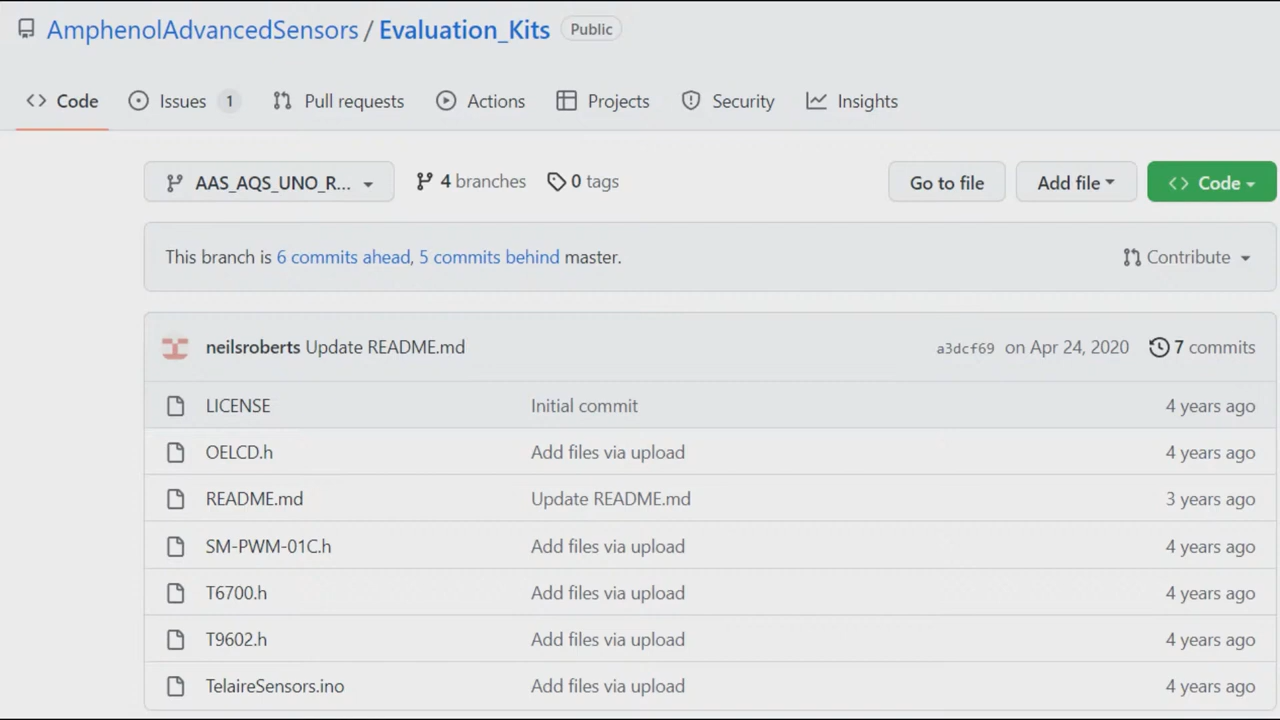 AmphenolAdvancedSensors / Evaluation_Kits Public
Code Issues 1 Pull requests Actions Projects Security Insights
AAS_AQS_UNO_R... 4 branches 0 tags Go to file Add file Code
This branch is 6 commits ahead, 5 commits behind master. Contribute
neilsroberts Update README.md a3dcf69 on Apr 24, 2020 7 commits
LICENSE Initial commit 4 years ago
OELCD.h Add files via upload 4 years ago
README.md Update README.md 3 years ago
SM-PWM-01C.h Add files via upload 4 years ago
T6700.h Add files via upload 4 years ago
T9602.h Add files via upload 4 years ago
TelaireSensors.ino Add files via upload 4 years ago